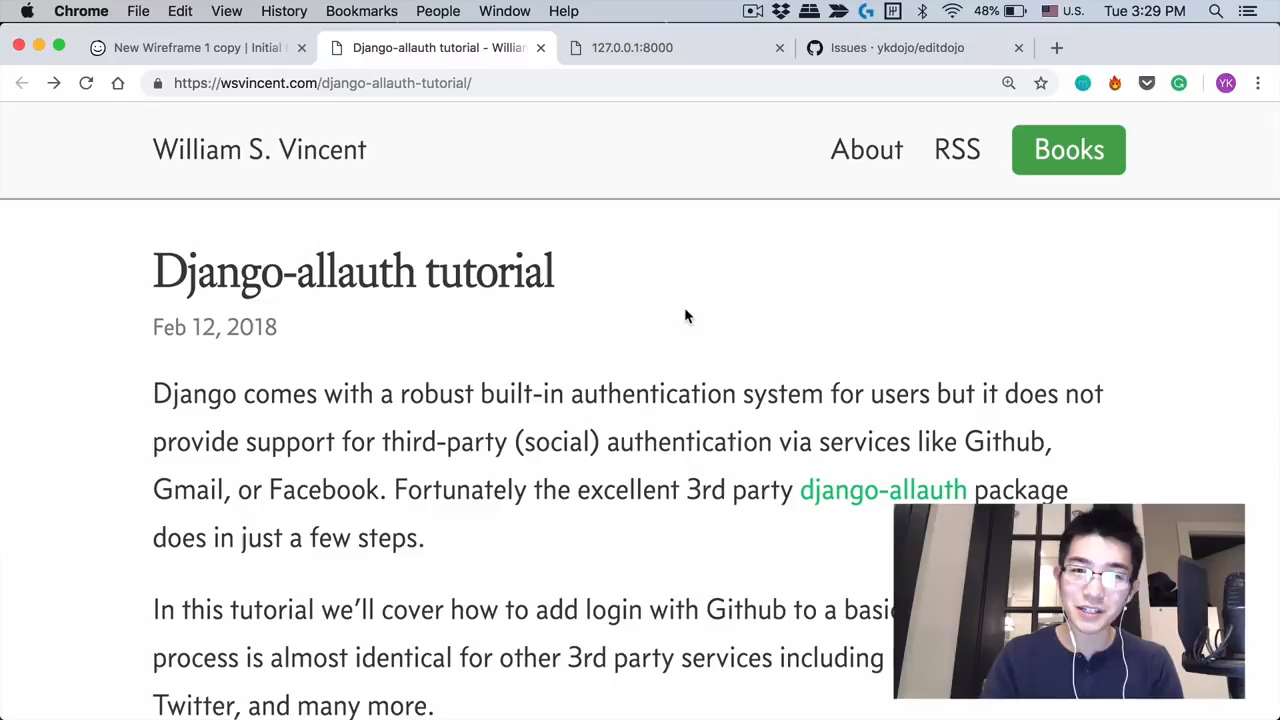 Chrome File Edit View History Bookmarks People Window Help 48% U.S. Tue 3:29 PM
New Wireframe 1 copy | Initial
Django-allauth tutorial - Willian
127.0.0.1:8000
Issues · ykdojo/editdojo
https://wsvincent.com/django-allauth-tutorial/
YK
William S. Vincent
About RSS Books
Django-allauth tutorial
Feb 12, 2018
Django comes with a robust built-in authentication system for users but it does not
provide support for third-party (social) authentication via services like Github,
Gmail, or Facebook. Fortunately the excellent 3rd party django-allauth package
does in just a few steps.
In this tutorial we’ll cover how to add login with Github to a basic
process is almost identical for other 3rd party services including
Twitter, and many more.